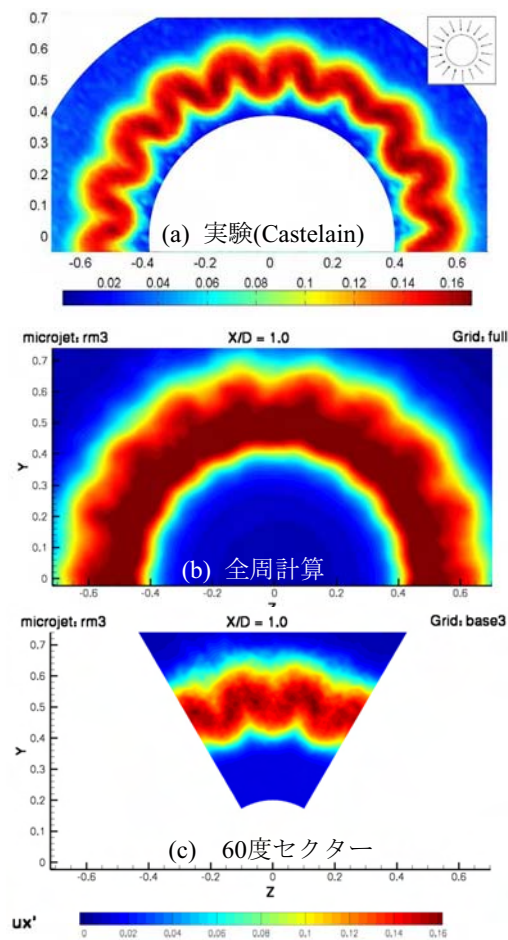 0.7
0.6
0.5
0.4
0.3
0.2
0.1
0
(a) 実験(Castelain)
-0.6 -0.4 -0.2 0 0.2 0.4 0.6
0.02 0.04 0.06 0.08 0.1 0.12 0.14 0.16
microjet: rm3 X/D = 1.0 Grid: full
0.7
0.6
0.5
0.4
Y
0.3
0.2
0.1
0
(b) 全周計算
-0.6 -0.4 -0.2 0 0.2 0.4 0.6
microjet: rm3 X/D = 1.0 Grid: base3
0.7
0.6
0.5
0.4
Y
0.3
0.2
0.1
0
(c) 60度セクター
-0.6 -0.4 -0.2 0 0.2 0.4 0.6
Z
ux'
0 0.02 0.04 0.06 0.08 0.1 0.12 0.14 0.16